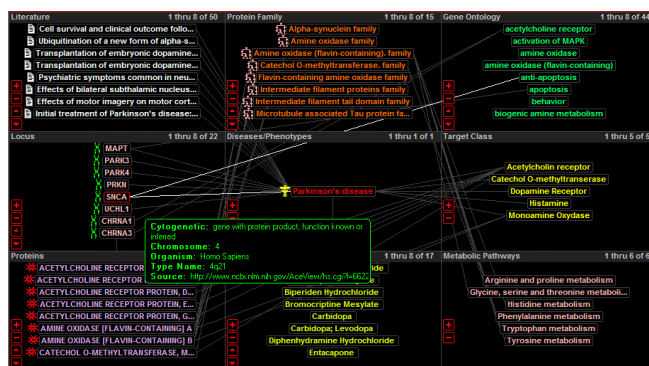 Literature 1 thru 8 of 50
Cell survival and clinical outcome follo...
Ubiquitination of a new form of alpha-s...
Transplantation of embryonic dopamine...
Transplantation of embryonic dopamine...
Psychiatric symptoms common in neu...
Effects of bilateral subthalamic nucleus...
Effects of motor imagery on motor cort...
Initial treatment of Parkinson's disease:...
Protein Family 1 thru 8 of 15
Alpha-synuclein family
Amine oxidase family
Amine oxidase (flavin-containing). family
Catechol O-methyltransferase. family
Flavin-containing amine oxidase family
Intermediate filament proteins family
Intermediate filament tail domain family
Microtubule associated Tau protein fa...
Gene Ontology 1 thru 8 of 44
acetylcholine receptor
activation of MAPK
amine oxidase
amine oxidase (flavin-containing)
anti-apoptosis
apoptosis
behavior
biogenic amine metabolism
Locus 1 thru 8 of 22
MAPT
PARK3
PARK4
PRKN
SNCA
UCHL1
CHRNA1
CHRNA3
Diseases/Phenotypes 1 thru 1 of 1
Parkinson's disease
Target Class 1 thru 5 of 5
Acetylcholin receptor
Catechol O-methyltranserase
Dopamine Receptor
Histamine
Monoamine Oxydase
Cytogenetic: gene with protein product, function known or
inferred
Chromosome: 4
Organism: Homo Sapiens
Type Name: 4q21
Source: http://www.ncbi.nlm.nih.gov/AceView/hs.cgi?l=6622
Proteins
ACETYLCHOLINE RECEPTOR
ACETYLCHOLINE RECEPTOR
ACETYLCHOLINE RECEPTOR PROTEIN, D...
ACETYLCHOLINE RECEPTOR PROTEIN, E...
ACETYLCHOLINE RECEPTOR PROTEIN, G...
AMINE OXIDASE [FLAVIN-CONTAINING] A
AMINE OXIDASE [FLAVIN-CONTAINING] B
CATECHOL O-METHYLTRANSFERASE, M...
1 thru 8 of 17
Biperiden Hydrochloride
Bromocriptine Mesylate
Carbidopa
Carbidopa; Levodopa
Diphenhydramine Hydrochloride
Entacapone
Metabolic Pathways 1 thru 6 of 6
Arginine and proline metabolism
Glycine, serine and threonine metaboli...
Histidine metabolism
Phenylalanine metabolism
Tryptophan metabolism
Tyrosine metabolism